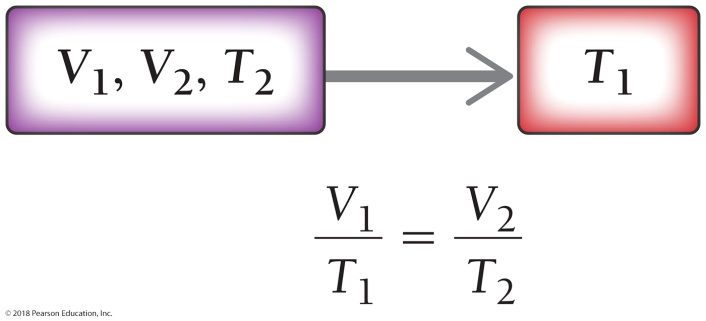 V₁, V₂, T₂
T₁
V₁/T₁ = V₂/T₂
© 2018 Pearson Education, Inc.